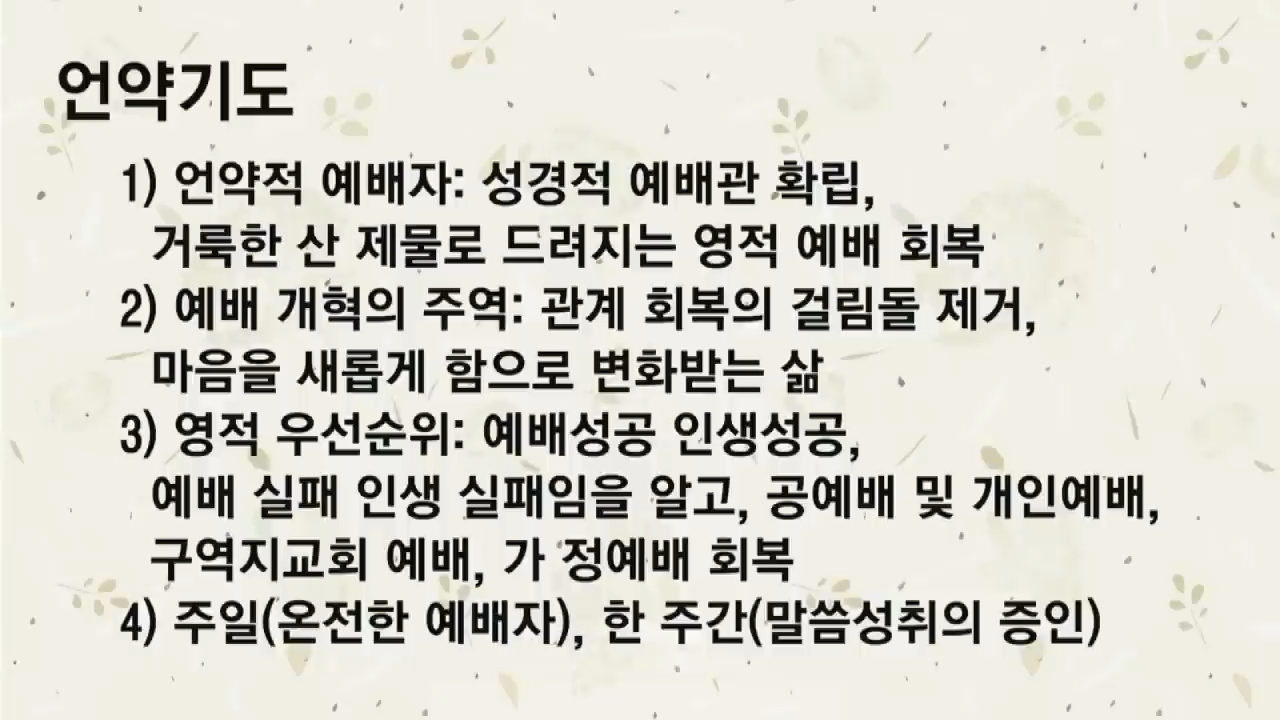 언약기도
1) 언약적 예배자: 성경적 예배관 확립,
거룩한 산 제물로 드려지는 영적 예배 회복
2) 예배 개혁의 주역: 관계 회복의 걸림돌 제거,
마음을 새롭게 함으로 변화받는 삶
3) 영적 우선순위: 예배성공 인생성공,
예배 실패 인생 실패임을 알고, 공예배 및 개인예배,
구역지교회 예배, 가 정예배 회복
4) 주일(온전한 예배자), 한 주간(말씀성취의 증인)